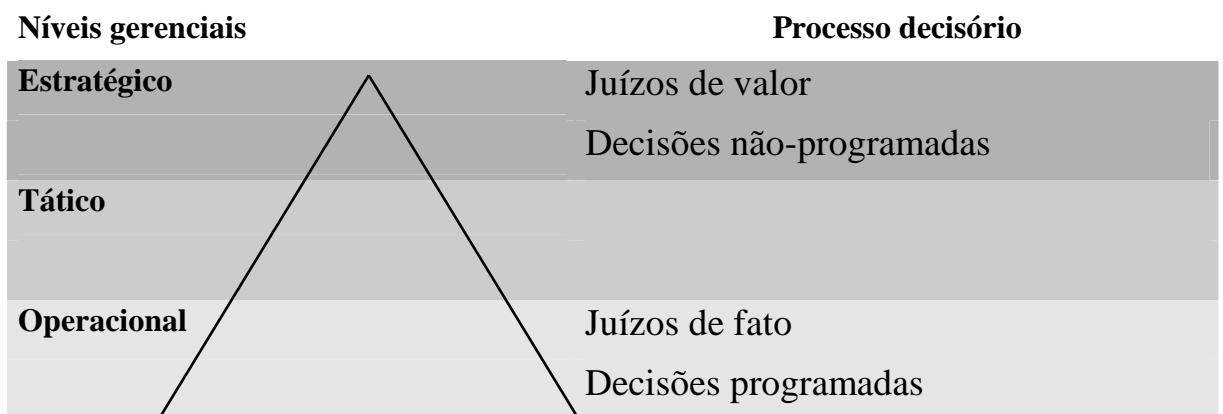 Níveis gerenciais Processo decisório
Estratégico Juízos de valor
Decisões não-programadas
Tático
Operacional Juízos de fato
Decisões programadas